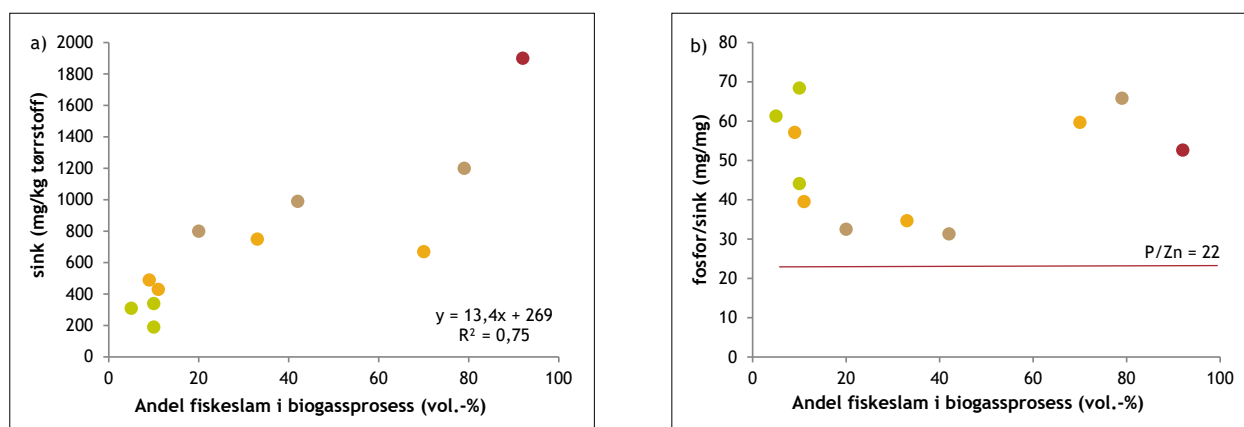 a)
2000
1800
1600
1400
1200
1000
800
600
400
200
0
sink (mg/kg tørrstoff)
y = 13,4x + 269
R² = 0,75
0 20 40 60 80 100
Andel fiskeslam i biogassprosess (vol.-%)
b)
80
70
60
50
40
30
20
10
0
fosfor/sink (mg/mg)
P/Zn = 22
0 20 40 60 80 100
Andel fiskeslam i biogassprosess (vol.-%)